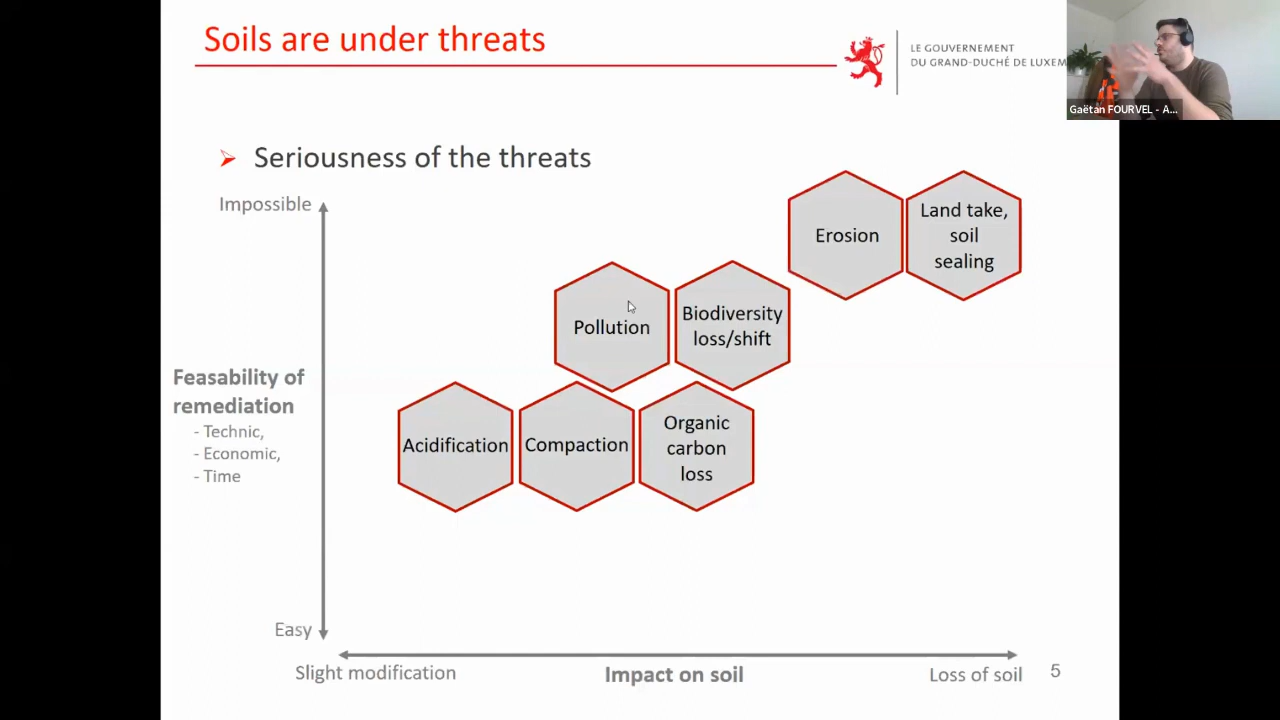 Soils are under threats
LE GOUVERNEMENT
DU GRAND-DUCHÉ DE LUXEM
Gaëtan FOURVEL - A...
Seriousness of the threats
Impossible
Erosion
Land take,
soil
sealing
Pollution
Biodiversity
loss/shift
Feasability of
remediation
- Technic,
- Economic,
- Time
Acidification
Compaction
Organic
carbon
loss
Easy
Slight modification
Impact on soil
Loss of soil
5